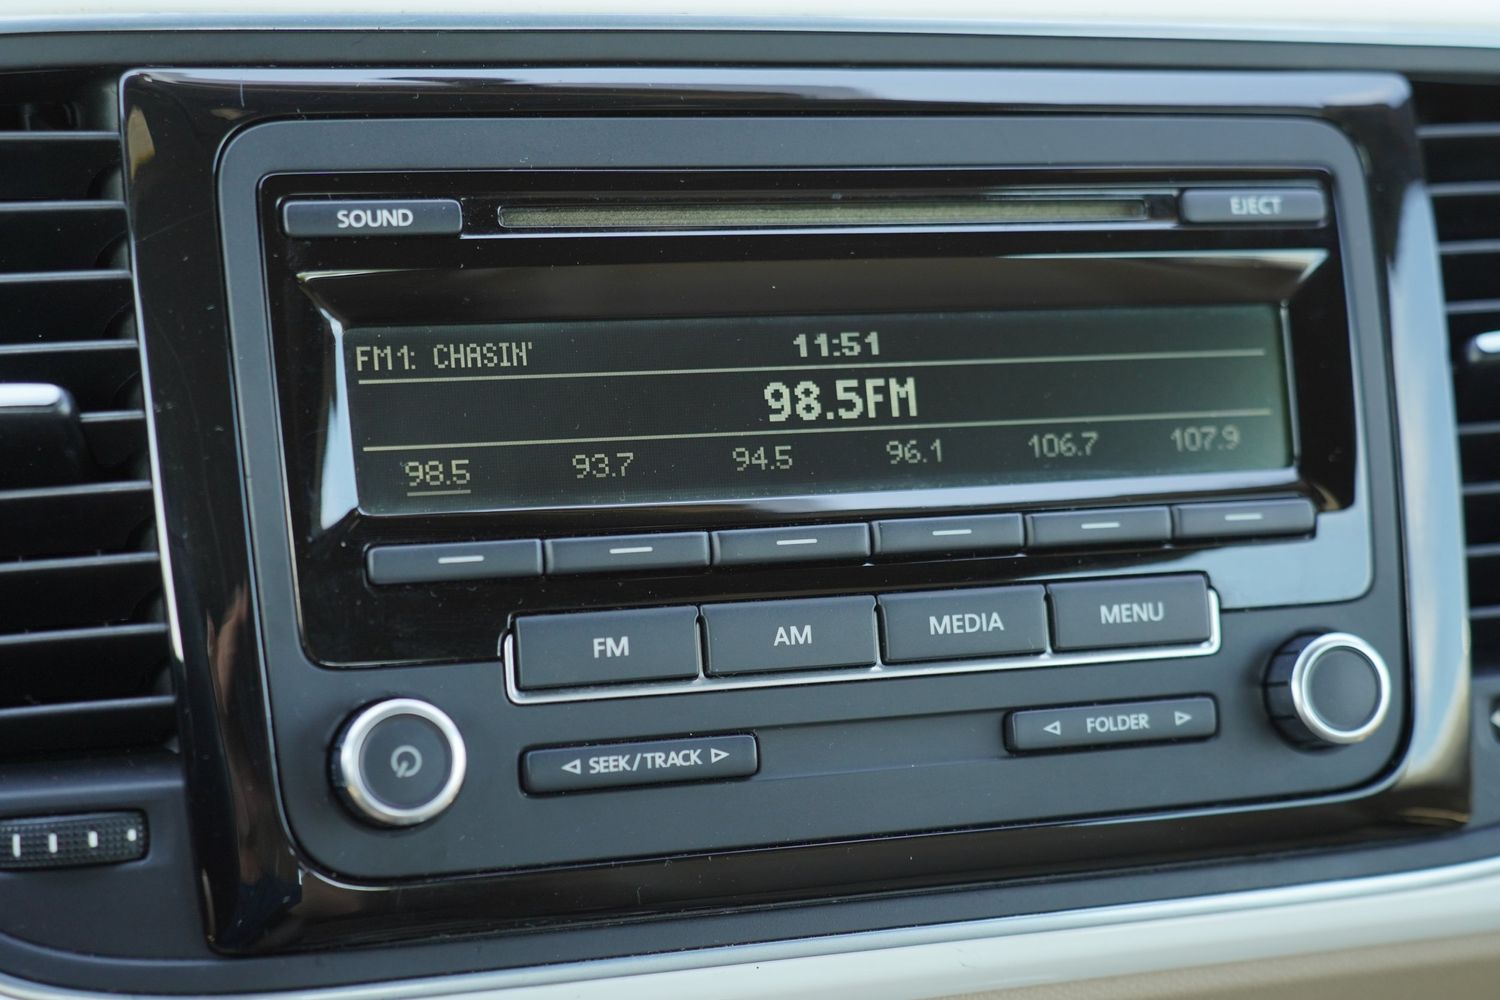 SOUND
EJECT
FM1: CHASIN'
11:51
98.5FM
98.5 93.7 94.5 96.1 106.7 107.9
FM AM MEDIA MENU
SEEK/TRACK
FOLDER